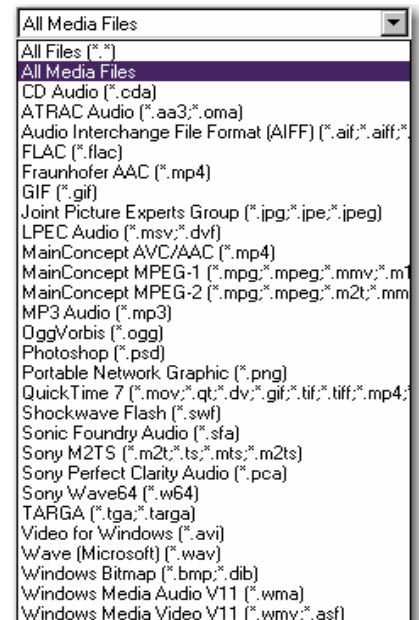 All Media Files
All Files (*.*)
All Media Files
CD Audio (*.cda)
ATRAC Audio (*.aa3;*.oma)
Audio Interchange File Format (AIFF) (*.aif;*.aiff;*.
FLAC (*.flac)
Fraunhofer AAC (*.mp4)
GIF (*.gif)
Joint Picture Experts Group (*.jpg;*.jpe;*.jpeg)
LPEC Audio (*.msv;*.dvf)
MainConcept AVC/AAC (*.mp4)
MainConcept MPEG-1 (*.mpg;*.mpeg;*.mmv;*.m1
MainConcept MPEG-2 (*.mpg;*.mpeg;*.m2t;*.mm
MP3 Audio (*.mp3)
OggVorbis (*.ogg)
Photoshop (*.psd)
Portable Network Graphic (*.png)
QuickTime 7 (*.mov;*.qt;*.dv;*.gif;*.tif;*.tiff;*.mp4;*
Shockwave Flash (*.swf)
Sonic Foundry Audio (*.sfa)
Sony M2TS (*.m2t;*.ts;*.mts;*.m2ts)
Sony Perfect Clarity Audio (*.pca)
Sony Wave64 (*.w64)
TARGA (*.tga;*.targa)
Video for Windows (*.avi)
Wave (Microsoft) (*.wav)
Windows Bitmap (*.bmp;*.dib)
Windows Media Audio V11 (*.wma)
Windows Media Video V11 (*.wmv;*.asf)